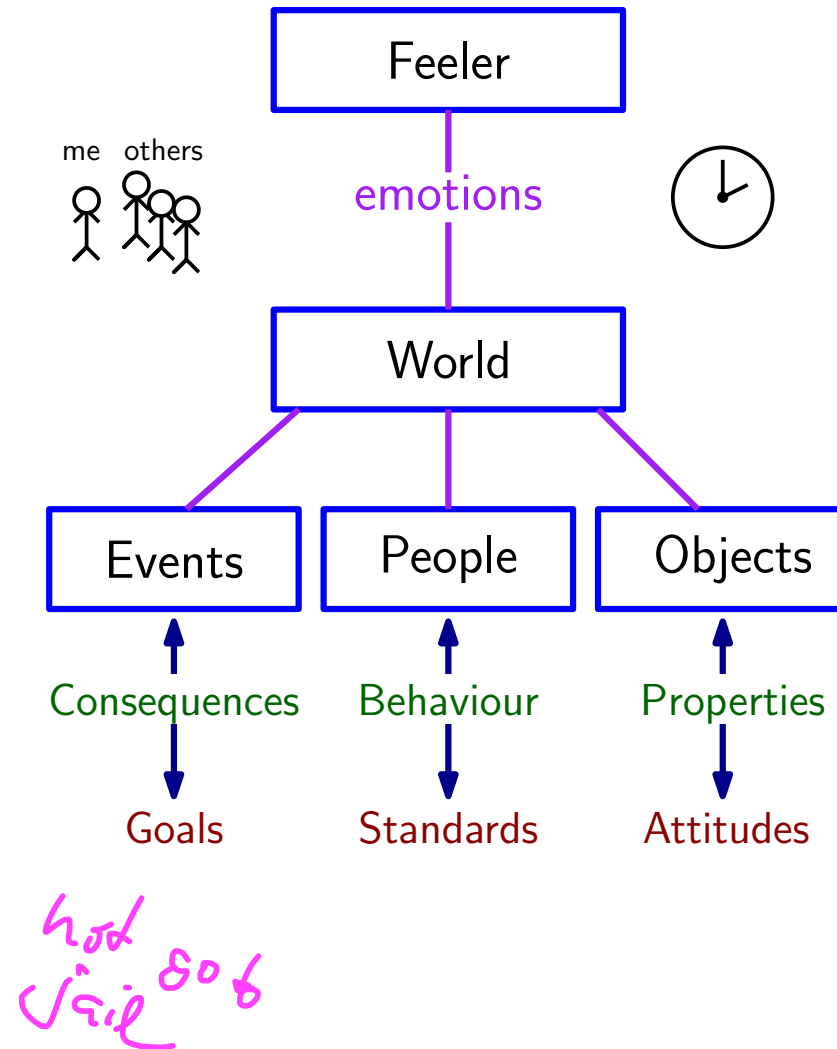 Feeler
me others
emotions
World
Events People Objects
Consequences Behaviour Properties
Goals Standards Attitudes